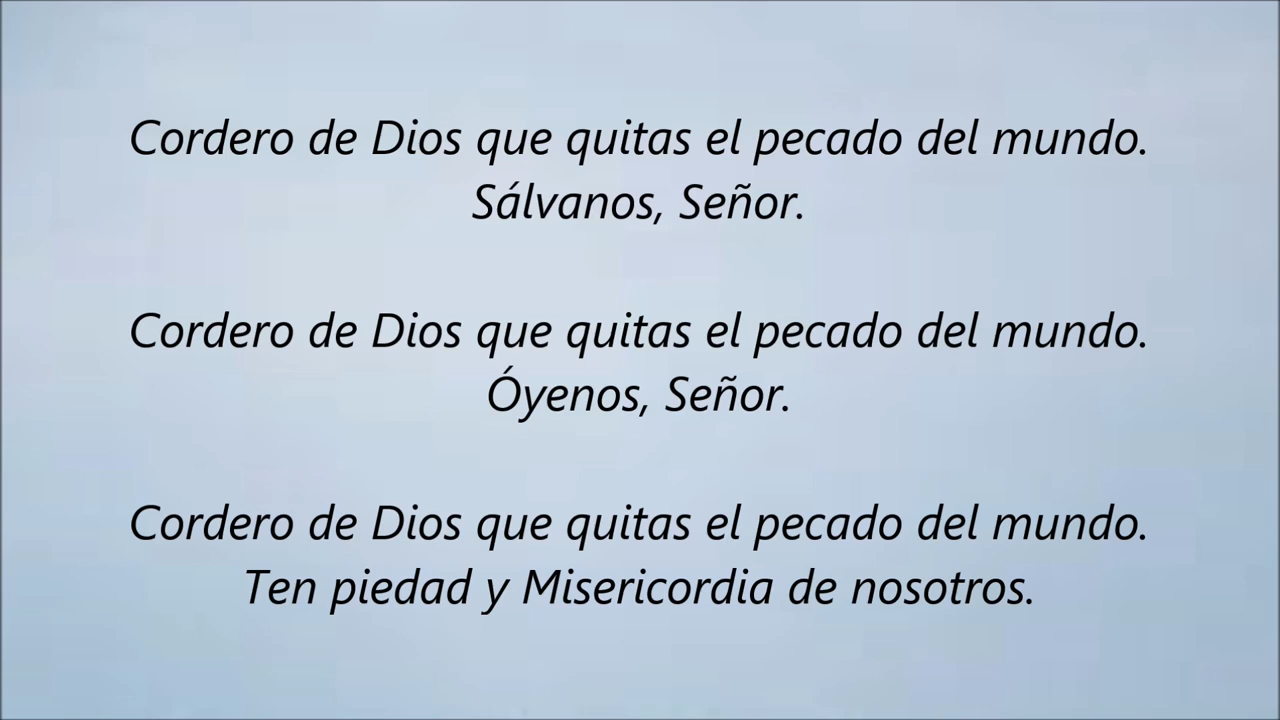 Cordero de Dios que quitas el pecado del mundo.
Sálvanos, Señor.
Cordero de Dios que quitas el pecado del mundo.
Óyenos, Señor.
Cordero de Dios que quitas el pecado del mundo.
Ten piedad y Misericordia de nosotros.